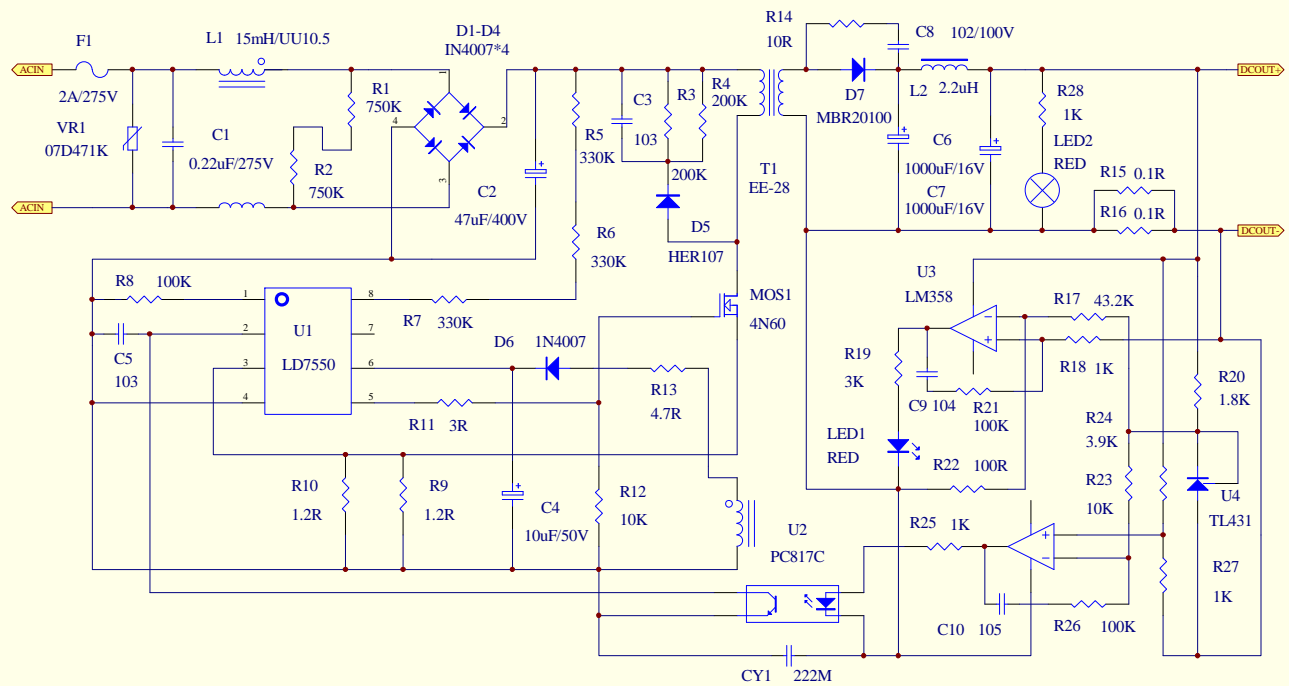 F1
ACIN
2A/275V
VR1
07D471K
C1
0.22uF/275V
ACIN
L1 15mH/UU10.5
R1
750K
R2
750K
D1-D4
IN4007*4
1
4
2
3
C2
47uF/400V
R5
330K
R6
330K
C3
103
R3
200K
R4
200K
D5
HER107
T1
EE-28
R14
10R
C8 102/100V
D7
MBR20100
L2 2.2uH
C6
1000uF/16V
C7
1000uF/16V
R28
1K
LED2
RED
R15 0.1R
R16 0.1R
DCOUT+
DCOUT-
R8 100K
C5
103
U1
LD7550
1
2
3
4
8
7
6
5
R7 330K
D6 1N4007
R11 3R
R13
4.7R
MOS1
4N60
R10
1.2R
R9
1.2R
C4
10uF/50V
R12
10K
U2
PC817C
CY1 222M
U3
LM358
R17 43.2K
R18 1K
R19
3K
C9 104
R21
100K
LED1
RED
R22 100R
R20
1.8K
R24
3.9K
R23
10K
U4
TL431
R25 1K
R27
1K
C10 105
R26 100K